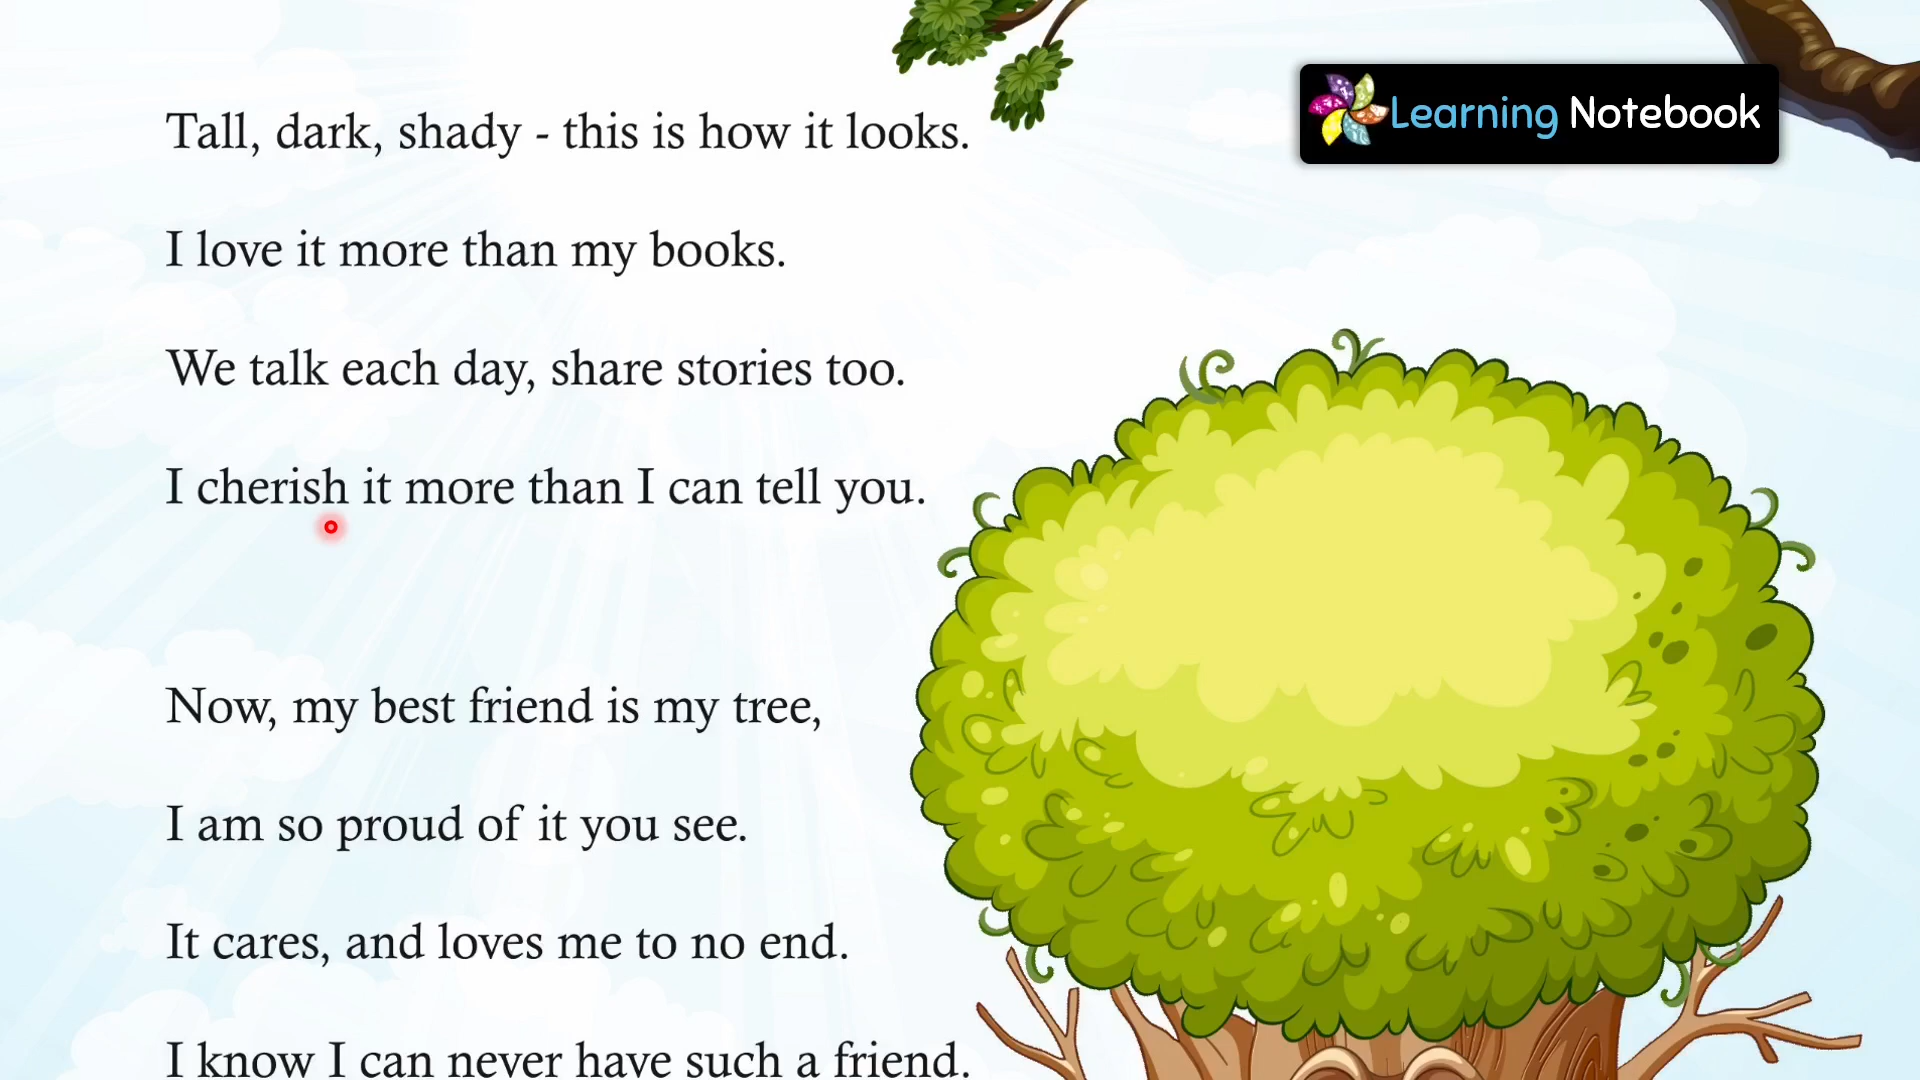 Learning Notebook
Tall, dark, shady - this is how it looks.
I love it more than my books.
We talk each day, share stories too.
I cherish it more than I can tell you.
Now, my best friend is my tree,
I am so proud of it you see.
It cares, and loves me to no end.
I know I can never have such a friend.